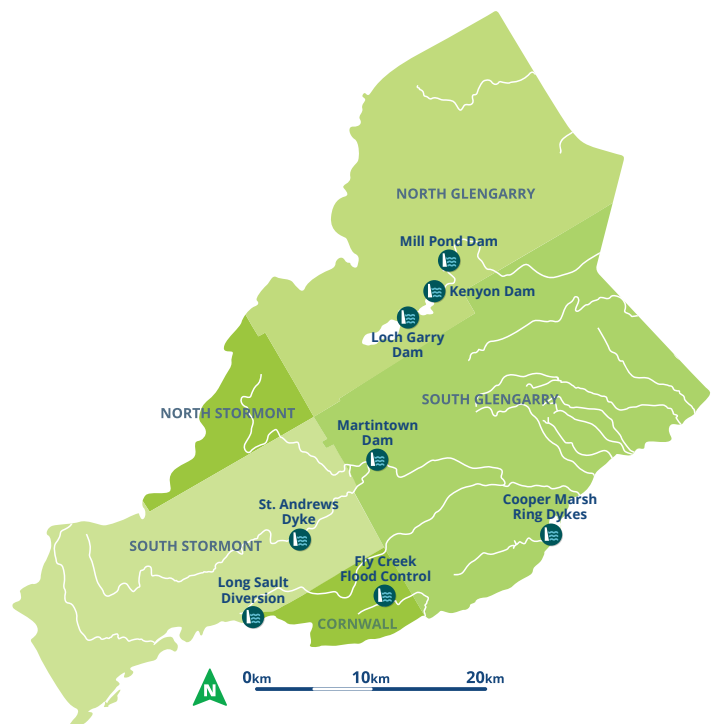 NORTH GLENGARRY
Mill Pond Dam
Kenyon Dam
Loch Garry
Dam
SOUTH GLENGARRY
NORTH STORMONT
Martintown
Dam
Cooper Marsh
Ring Dykes
St. Andrews
Dyke
SOUTH STORMONT
Fly Creek
Flood Control
Long Sault
Diversion
CORNWALL
N
0km 10km 20km